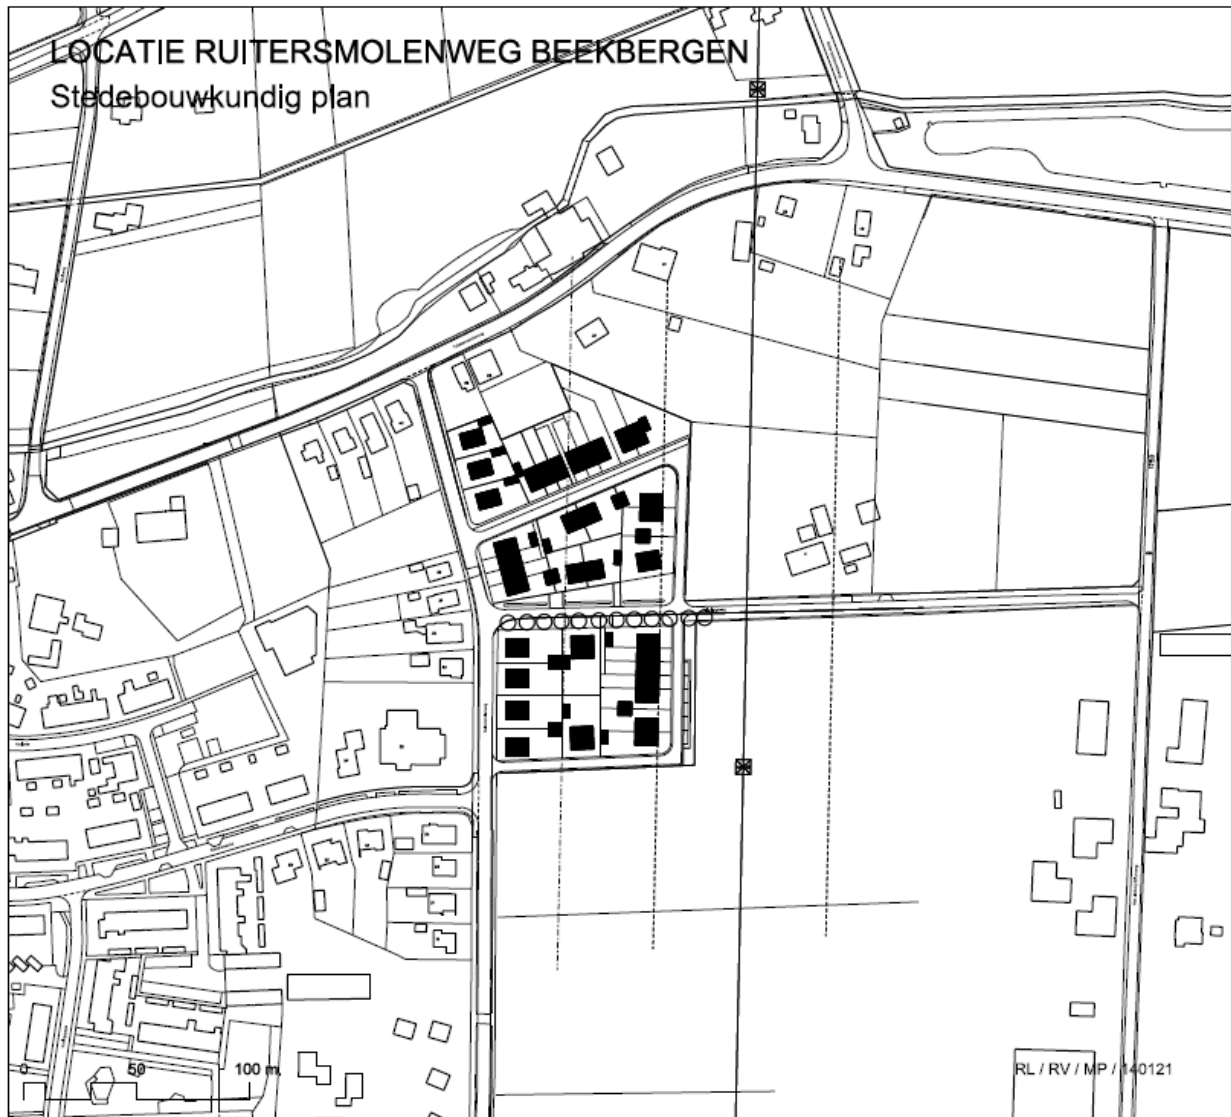 LOCATIE RUITERSMOLENWEG BEEKBERGEN
Stedebouwkundig plan
0 50 100 m.
RL / RV / MP / 140121